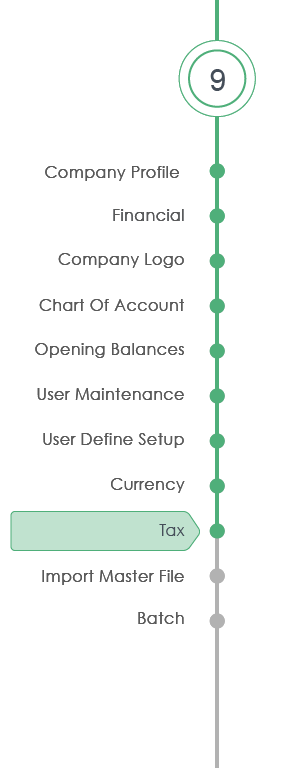 9
Company Profile
Financial
Company Logo
Chart Of Account
Opening Balances
User Maintenance
User Define Setup
Currency
Tax
Import Master File
Batch